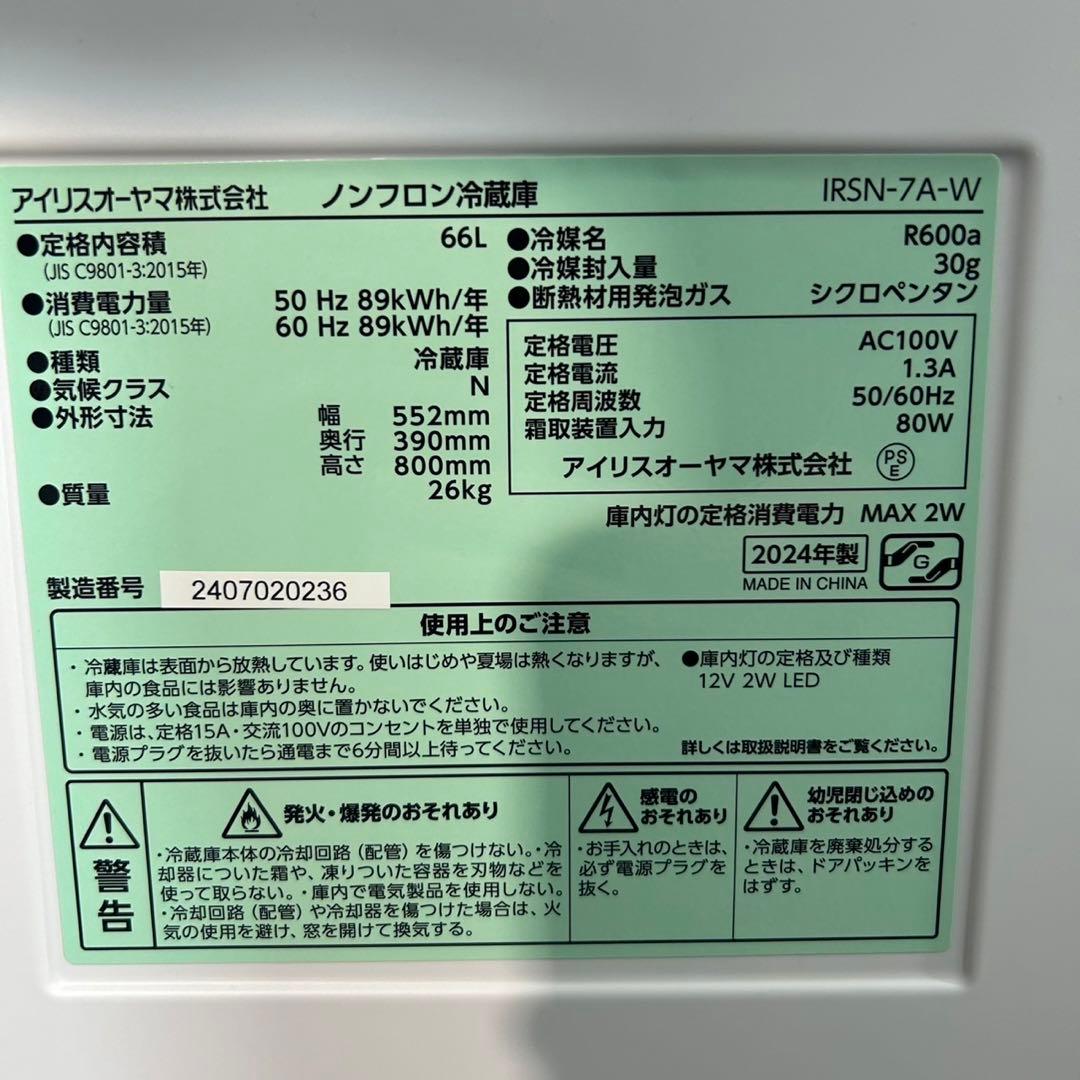 アイリスオーヤマ株式会社 ノンフロン冷蔵庫 IRSN-7A-W
●定格内容積 66L
(JIS C9801-3:2015年)
●消費電力量 50 Hz 89kWh/年
(JIS C9801-3:2015年) 60 Hz 89kWh/年
●種類 冷蔵庫
●気候クラス N
●外形寸法 幅 552mm
奥行 390mm
高さ 800mm
●質量 26kg
●冷媒名 R600a
●冷媒封入量 30g
●断熱材用発泡ガス シクロペンタン
定格電圧 AC100V
定格電流 1.3A
定格周波数 50/60Hz
霜取装置入力 80W
アイリスオーヤマ株式会社 PSE
庫内灯の定格消費電力 MAX 2W
2024年製
MADE IN CHINA
G
製造番号 2407020236
使用上のご注意
・冷蔵庫は表面から放熱しています。使いはじめや夏場は熱くなりますが、
庫内の食品には影響ありません。
・水気の多い食品は庫内の奥に置かないでください。
・電源は、定格15A・交流100Vのコンセントを単独で使用してください。
・電源プラグを抜いたら通電まで6分間以上待ってください。
●庫内灯の定格及び種類
12V 2W LED
詳しくは取扱説明書をご覧ください。
警告
発火・爆発のおそれあり
・冷蔵庫本体の冷却回路（配管）を傷つけない。・冷
却器についた霜や、凍りついた容器を刃物などを
使って取らない。・庫内で電気製品を使用しない。
・冷却回路（配管）や冷却器を傷つけた場合は、火
気の使用を避け、窓を開けて換気する。
感電の
おそれあり
・お手入れのときは、
必ず電源プラグを
抜く。
幼児閉じ込めの
おそれあり
・冷蔵庫を廃棄処分する
ときは、ドアパッキンを
はずす。